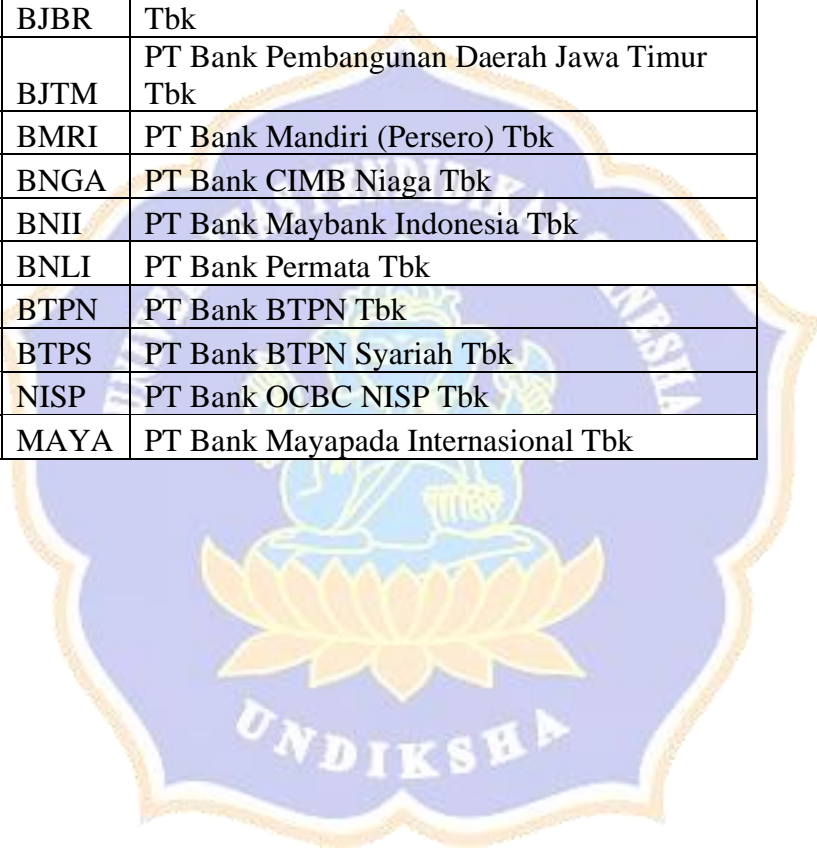 BJBR Tbk
PT Bank Pembangunan Daerah Jawa Timur
BJTM Tbk
BMRI PT Bank Mandiri (Persero) Tbk
BNGA PT Bank CIMB Niaga Tbk
BNII PT Bank Maybank Indonesia Tbk
BNLI PT Bank Permata Tbk
BTPN PT Bank BTPN Tbk
BTPS PT Bank BTPN Syariah Tbk
NISP PT Bank OCBC NISP Tbk
MAYA PT Bank Mayapada Internasional Tbk
UNIVERSITAS PENDIDIKAN GANESHA
UNDIKSHA